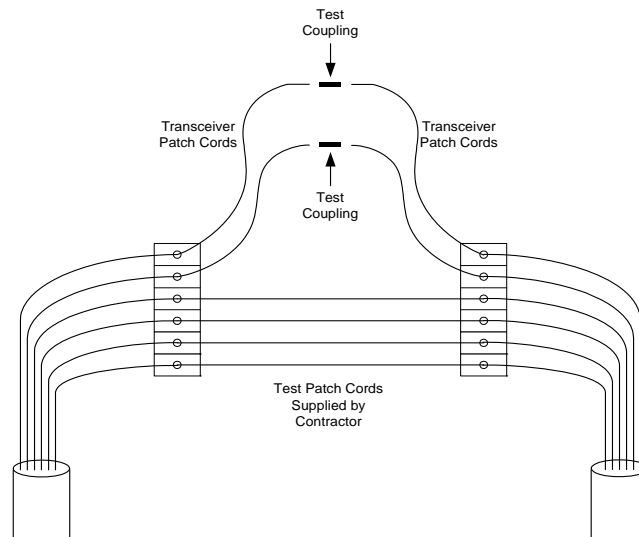 Test
Coupling
Transceiver
Patch Cords
Transceiver
Patch Cords
Test
Coupling
Test Patch Cords
Supplied by
Contractor